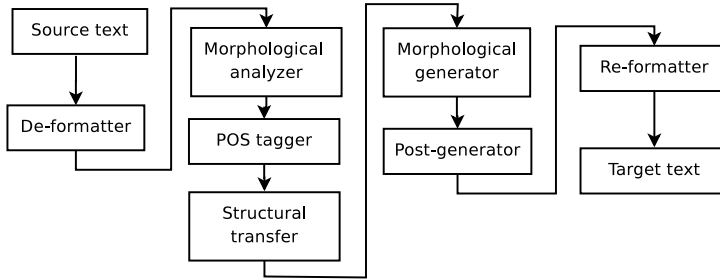 Source text
De-formatter
Morphological
analyzer
POS tagger
Structural
transfer
Morphological
generator
Post-generator
Re-formatter
Target text